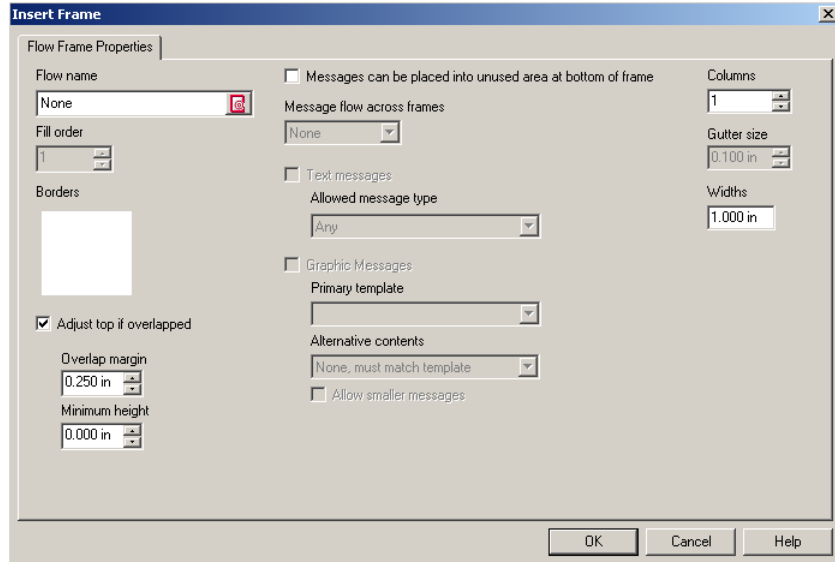 Insert Frame
Flow Frame Properties
Flow name
None
Fill order
1
Borders
Adjust top if overlapped
Overlap margin
0.250 in
Minimum height
0.000 in
Messages can be placed into unused area at bottom of frame
Message flow across frames
None
Text messages
Allowed message type
Any
Graphic Messages
Primary template
Alternative contents
None, must match template
Allow smaller messages
Columns
1
Gutter size
0.100 in
Widths
1.000 in
OK
Cancel
Help